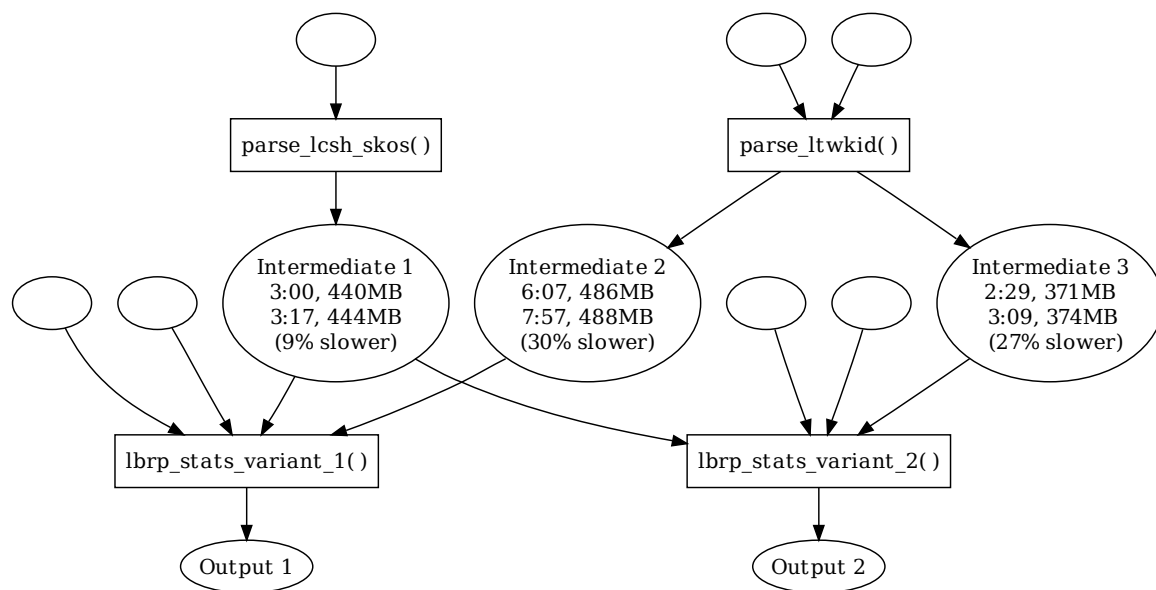 parse_lcsh_skos()
parse_ltwkid()
Intermediate 1
3:00, 440MB
3:17, 444MB
(9% slower)
Intermediate 2
6:07, 486MB
7:57, 488MB
(30% slower)
Intermediate 3
2:29, 371MB
3:09, 374MB
(27% slower)
lbrp_stats_variant_1()
lbrp_stats_variant_2()
Output 1
Output 2